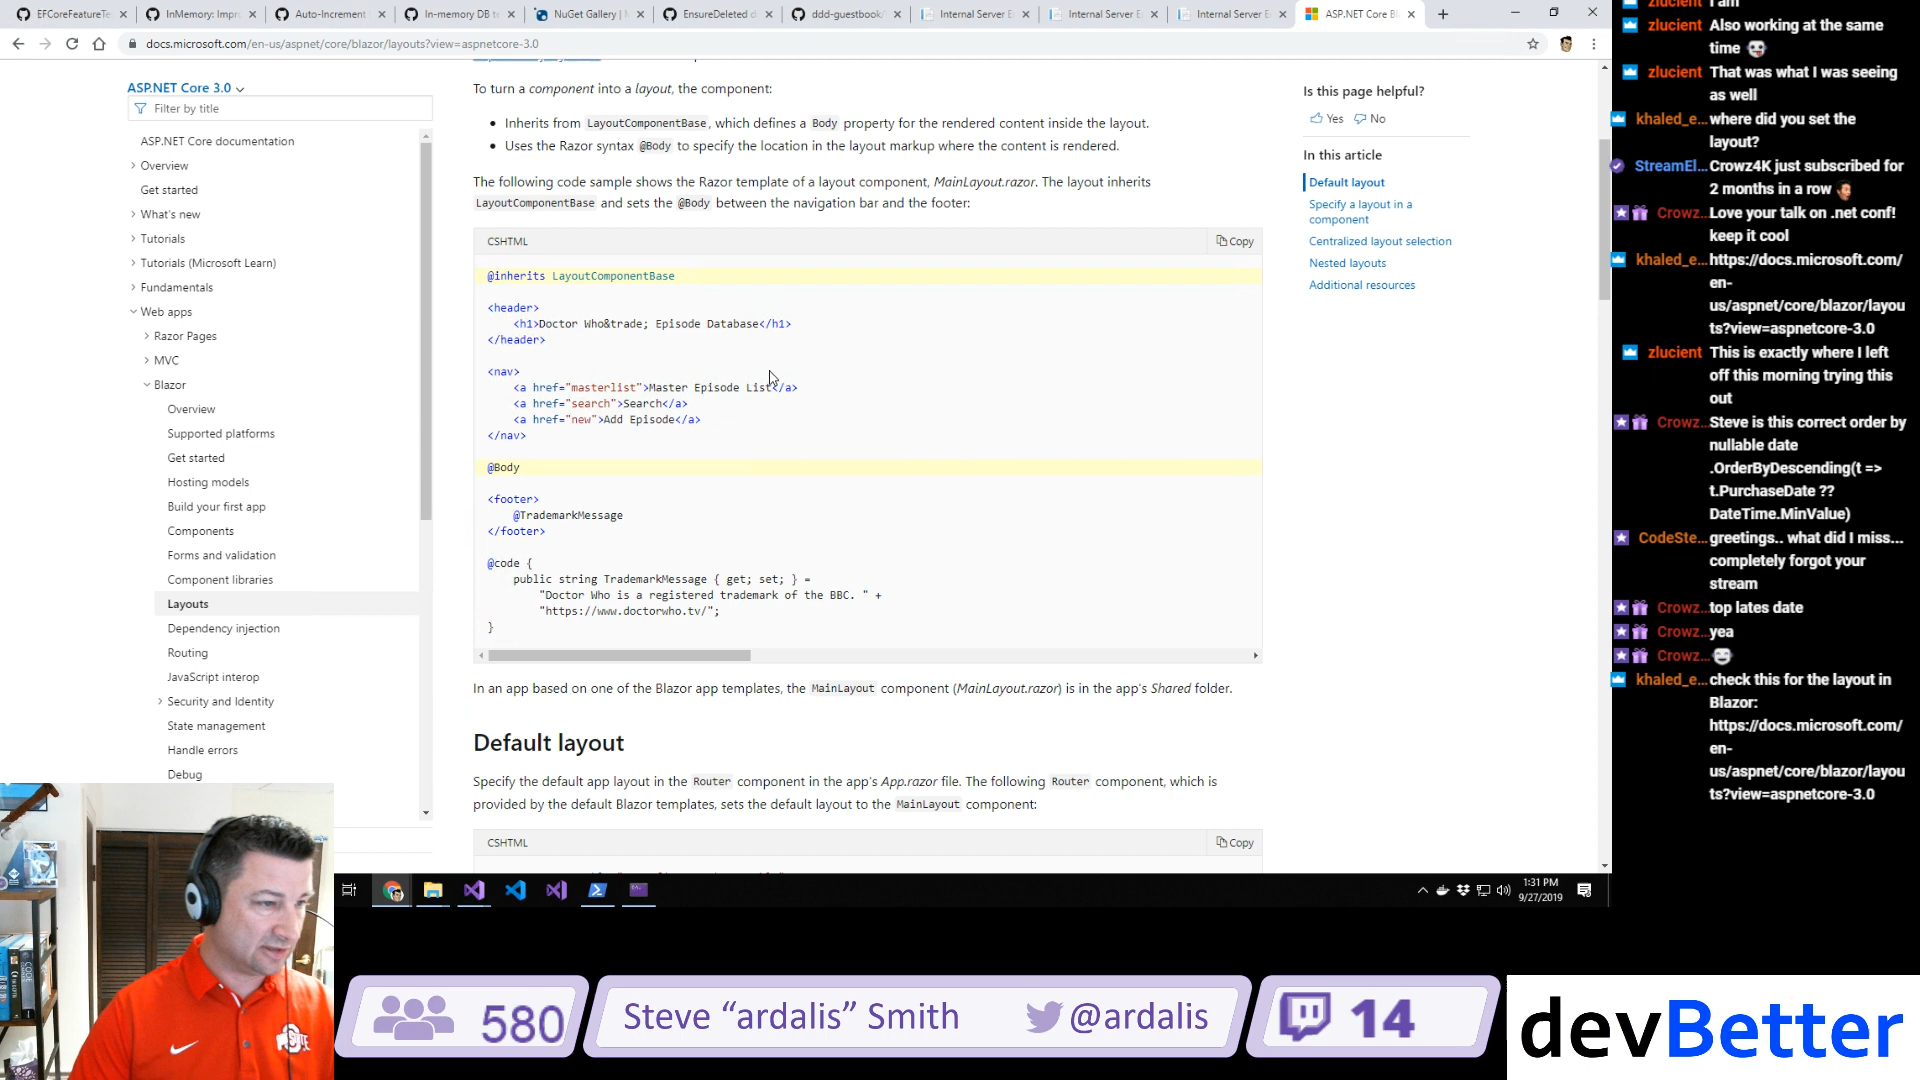 EFCoreFeatureTe
InMemory: Impr
Auto-Increment
In-memory DB te
NuGet Gallery | M
EnsureDeleted d
ddd-guestbook/
Internal Server E
Internal Server E
Internal Server E
ASP.NET Core Bl
docs.microsoft.com/en-us/aspnet/core/blazor/layouts?view=aspnetcore-3.0
ASP.NET Core 3.0
Filter by title
ASP.NET Core documentation
Overview
Get started
What's new
Tutorials
Tutorials (Microsoft Learn)
Fundamentals
Web apps
Razor Pages
MVC
Blazor
Overview
Supported platforms
Get started
Hosting models
Build your first app
Components
Forms and validation
Component libraries
Layouts
Dependency injection
Routing
JavaScript interop
Security and Identity
State management
Handle errors
Debug
To turn a component into a layout, the component:
• Inherits from LayoutComponentBase, which defines a Body property for the rendered content inside the layout.
• Uses the Razor syntax @Body to specify the location in the layout markup where the content is rendered.
The following code sample shows the Razor template of a layout component, MainLayout.razor. The layout inherits
LayoutComponentBase and sets the @Body between the navigation bar and the footer:
CSHTML
Copy
@inherits LayoutComponentBase
<header>
<h1>Doctor Who&trade; Episode Database</h1>
</header>
<nav>
<a href="masterlist">Master Episode List</a>
<a href="search">Search</a>
<a href="new">Add Episode</a>
</nav>
@Body
<footer>
@TrademarkMessage
</footer>
@code {
public string TrademarkMessage { get; set; } =
"Doctor Who is a registered trademark of the BBC. " +
"https://www.doctorwho.tv/";
}
In an app based on one of the Blazor app templates, the MainLayout component (MainLayout.razor) is in the app's Shared folder.
Default layout
Specify the default app layout in the Router component in the app's App.razor file. The following Router component, which is
provided by the default Blazor templates, sets the default layout to the MainLayout component:
CSHTML
Copy
Is this page helpful?
Yes No
In this article
Default layout
Specify a layout in a
component
Centralized layout selection
Nested layouts
Additional resources
1:31 PM
9/27/2019
zlucient I am
zlucient Also working at the same
time
zlucient That was what I was seeing
as well
khaled_e... where did you set the
layout?
StreamEl... Crowz4K just subscribed for
2 months in a row
Crowz... Love your talk on .net conf!
keep it cool
khaled_e... https://docs.microsoft.com/
en-
us/aspnet/core/blazor/layou
ts?view=aspnetcore-3.0
zlucient This is exactly where I left
off this morning trying this
out
Crowz... Steve is this correct order by
nullable date
.OrderByDescending(t =>
t.PurchaseDate ??
DateTime.MinValue)
CodeSte... greetings.. what did I miss...
completely forgot your
stream
Crowz... top lates date
Crowz... yea
Crowz...
khaled_e... check this for the layout in
Blazor:
https://docs.microsoft.com/
en-
us/aspnet/core/blazor/layou
ts?view=aspnetcore-3.0
580
Steve "ardalis" Smith
@ardalis
14
devBetter